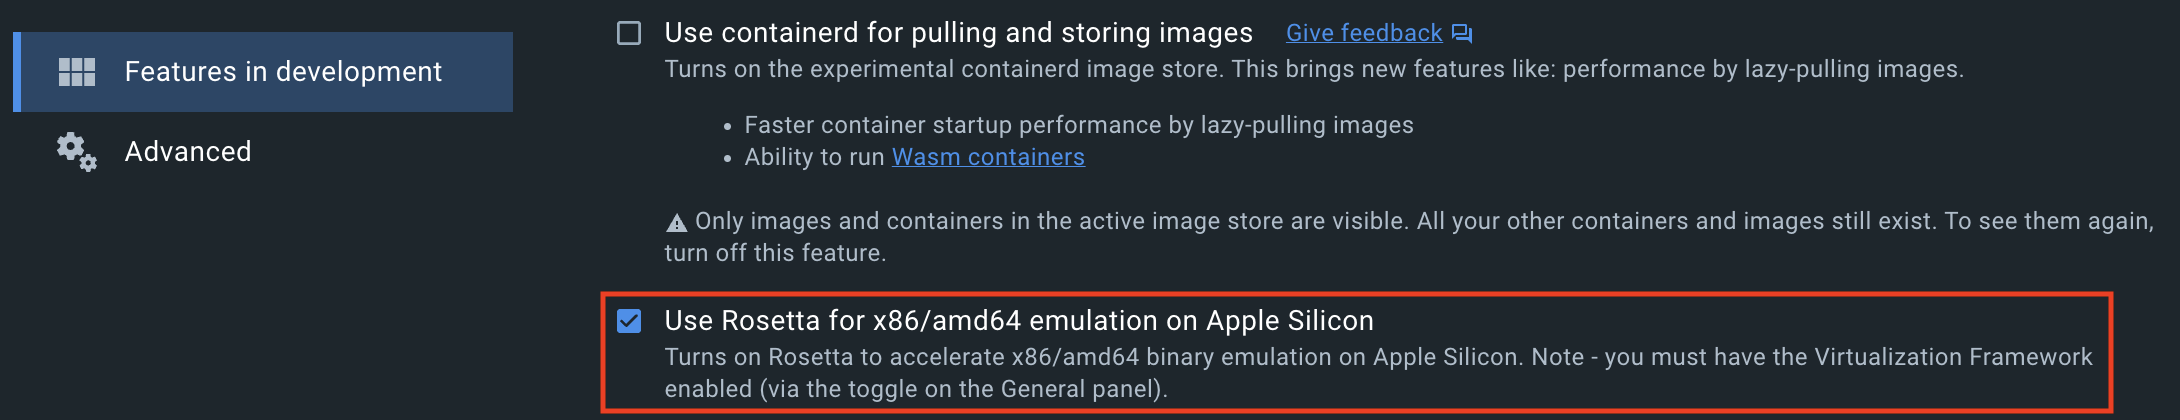 Features in development
Advanced
Use containerd for pulling and storing images Give feedback
Turns on the experimental containerd image store. This brings new features like: performance by lazy-pulling images.
• Faster container startup performance by lazy-pulling images
• Ability to run Wasm containers
Only images and containers in the active image store are visible. All your other containers and images still exist. To see them again,
turn off this feature.
Use Rosetta for x86/amd64 emulation on Apple Silicon
Turns on Rosetta to accelerate x86/amd64 binary emulation on Apple Silicon. Note - you must have the Virtualization Framework
enabled (via the toggle on the General panel).